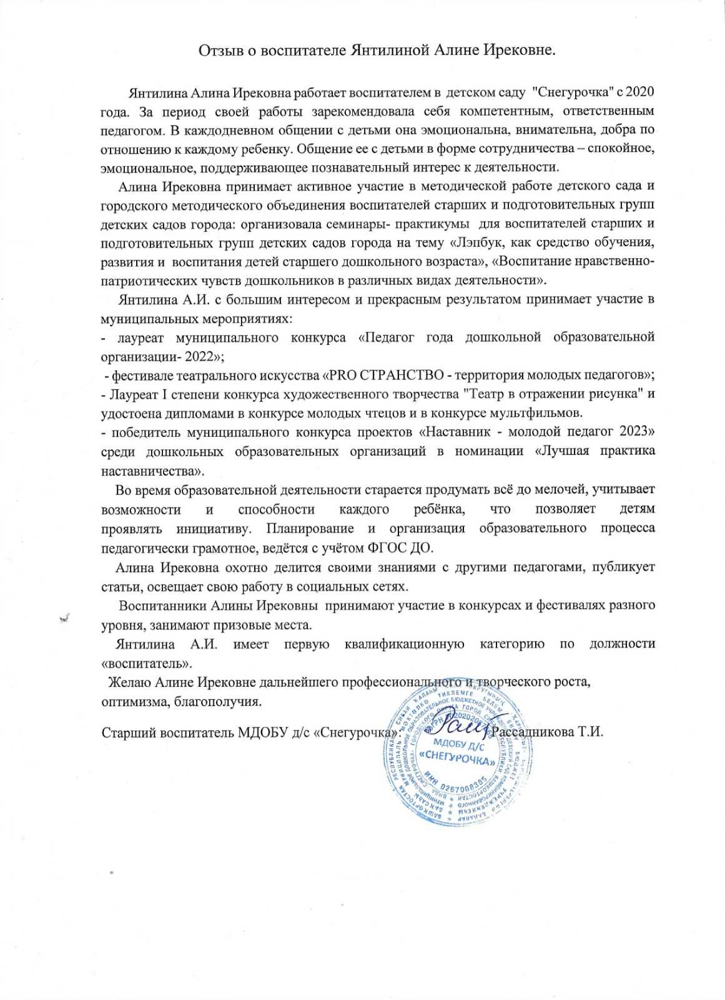 Отзыв о воспитателе Янтилиной Алине Ирековне.
Янтилина Алина Ирековна работает воспитателем в детском саду "Снегурочка" с 2020
года. За период своей работы зарекомендовала себя компетентным, ответственным
педагогом. В каждодневном общении с детьми она эмоциональна, внимательна, добра по
отношению к каждому ребенку. Общение ее с детьми в форме сотрудничества – спокойное,
эмоциональное, поддерживающее познавательный интерес к деятельности.
Алина Ирековна принимает активное участие в методической работе детского сада и
городского методического объединения воспитателей старших и подготовительных групп
детских садов города: организовала семинары- практикумы для воспитателей старших и
подготовительных групп детских садов города на тему «Лэпбук, как средство обучения,
развития и воспитания детей старшего дошкольного возраста», «Воспитание нравственно-
патриотических чувств дошкольников в различных видах деятельности».
Янтилина А.И. с большим интересом и прекрасным результатом принимает участие в
муниципальных мероприятиях:
- лауреат муниципального конкурса «Педагог года дошкольной образовательной
организации- 2022»;
- фестивале театрального искусства «PRO СТРАНСТВО - территория молодых педагогов»;
- Лауреат I степени конкурса художественного творчества "Театр в отражении рисунка" и
удостоена дипломами в конкурсе молодых чтецов и в конкурсе мультфильмов.
- победитель муниципального конкурса проектов «Наставник - молодой педагог 2023»
среди дошкольных образовательных организаций в номинации «Лучшая практика
наставничества».
Во время образовательной деятельности старается продумать всё до мелочей, учитывает
возможности и способности каждого ребёнка, что позволяет детям
проявлять инициативу. Планирование и организация образовательного процесса
педагогически грамотное, ведётся с учётом ФГОС ДО.
Алина Ирековна охотно делится своими знаниями с другими педагогами, публикует
статьи, освещает свою работу в социальных сетях.
Воспитанники Алины Ирековны принимают участие в конкурсах и фестивалях разного
уровня, занимают призовые места.
Янтилина А.И. имеет первую квалификационную категорию по должности
«воспитатель».
Желаю Алине Ирековне дальнейшего профессионального и творческого роста,
оптимизма, благополучия.
Старший воспитатель МДОБУ д/с «Снегурочка»: Рассадникова Т.И.
МДОБУ Д/С
«СНЕГУРОЧКА»
ИНН 0267008395